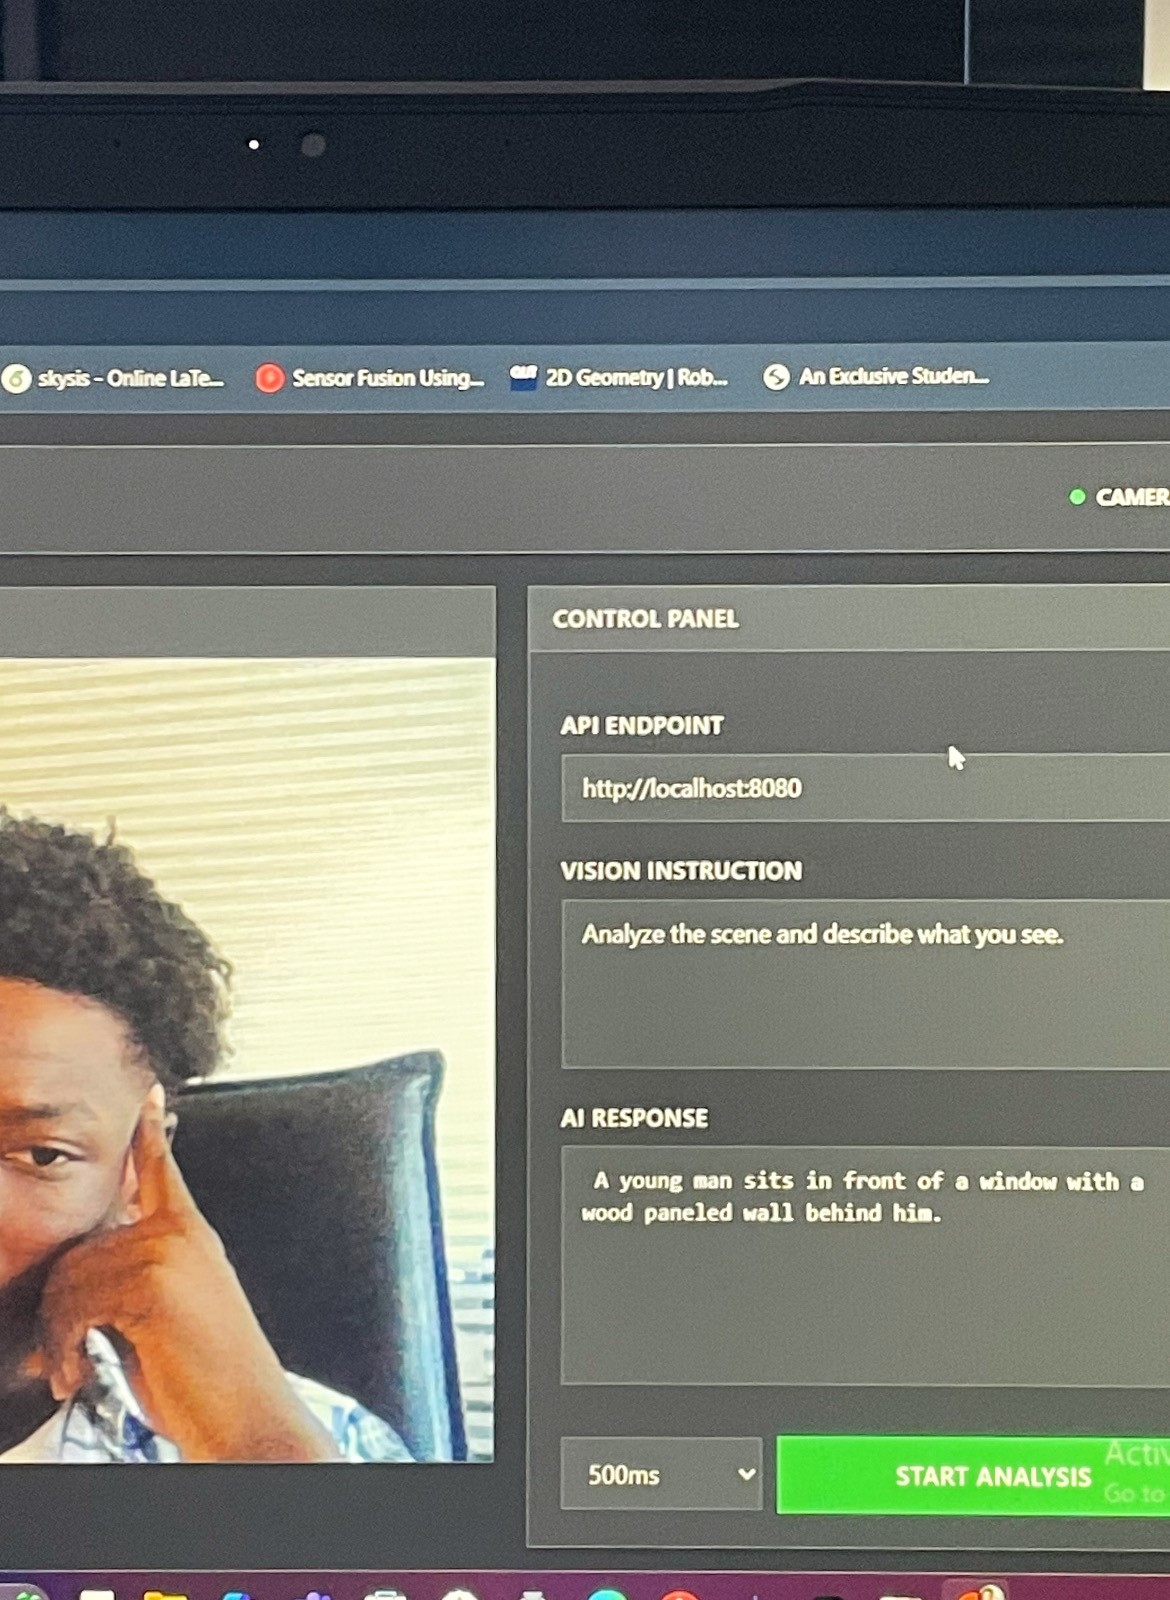 skysis - Online LaTe... Sensor Fusion Using... QUT 2D Geometry | Rob... An Exclusive Studen...
CAMER
CONTROL PANEL
API ENDPOINT
http://localhost:8080
VISION INSTRUCTION
Analyze the scene and describe what you see.
AI RESPONSE
A young man sits in front of a window with a
wood paneled wall behind him.
500ms START ANALYSIS
Activ
Go to